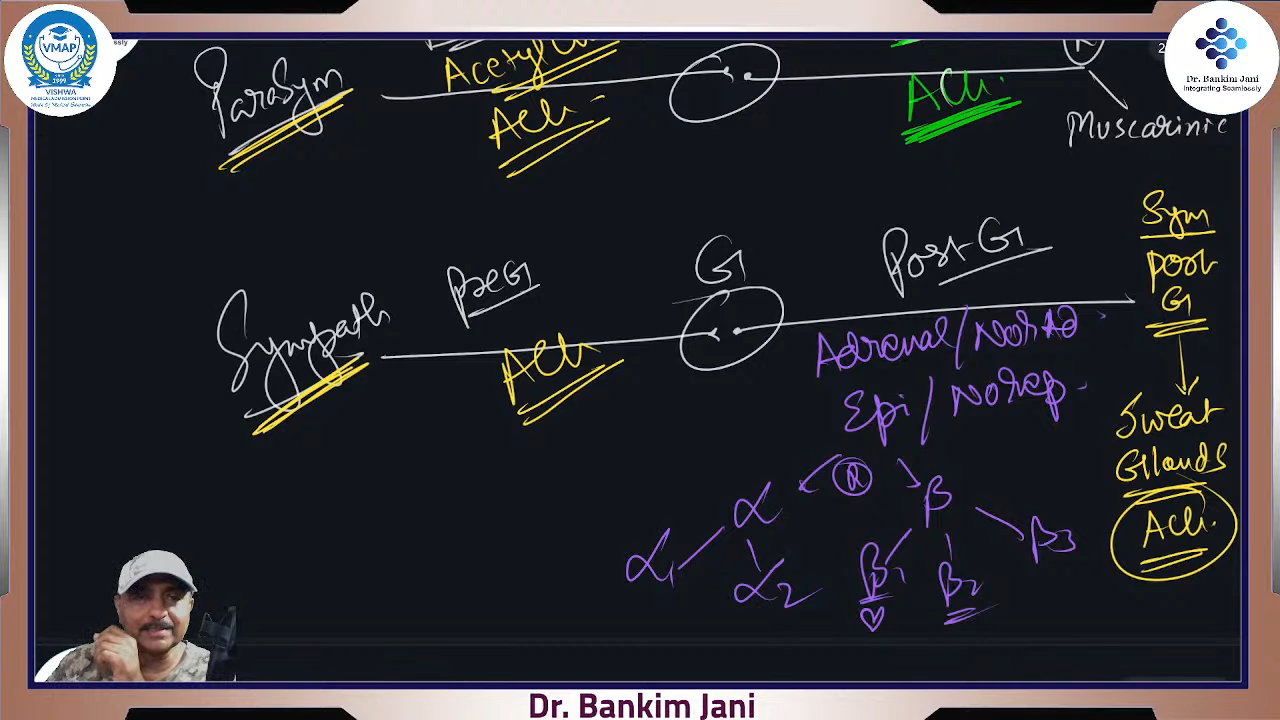 VMAP
1999
VISHWA
Dr. Bankim Jani
Integrating Seamlessly
ParaSym
ACh
ACh
Muscarinic
Sym
Post
G
Sweat
Glands
ACh
PreG
G
Post-G
Sympath
ACh
Adrenal/NorAd
Epi/Norep
R
α
β
α1
α2
β1
β2
β3
Dr. Bankim Jani